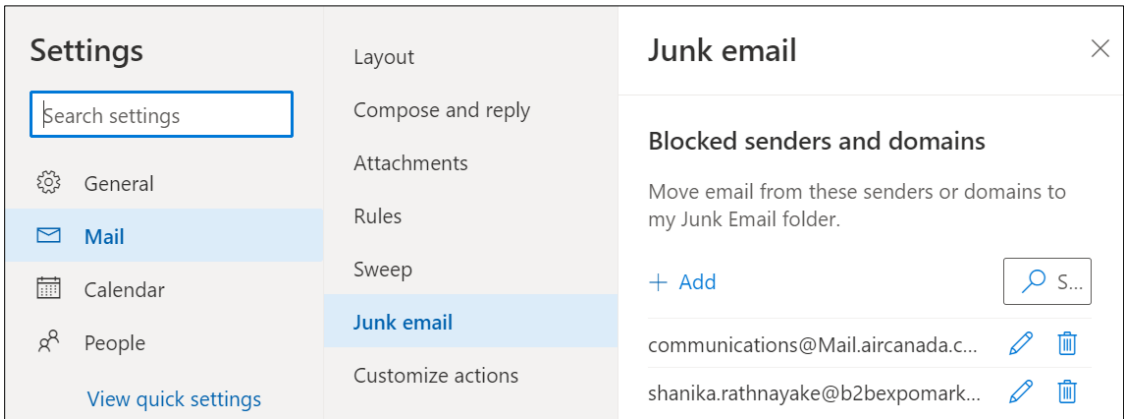 Settings
Search settings
General
Mail
Calendar
People
View quick settings
Layout
Compose and reply
Attachments
Rules
Sweep
Junk email
Customize actions
Junk email
Blocked senders and domains
Move email from these senders or domains to
my Junk Email folder.
+ Add
S...
communications@Mail.aircanada.c...
shanika.rathnayake@b2bexpomark...